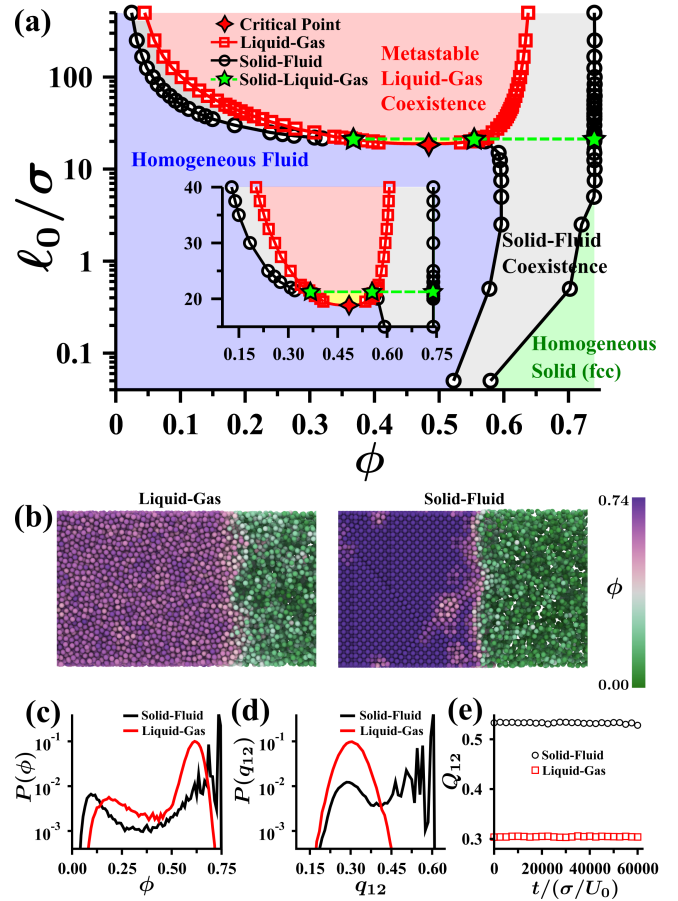 (a)
Critical Point
Liquid-Gas
Solid-Fluid
Solid-Liquid-Gas
Metastable
Liquid-Gas
Coexistence
Homogeneous Fluid
Solid-Fluid
Coexistence
Homogeneous
Solid (fcc)
ℓ₀/σ
100
10
1
0.1
40
30
20
0.15 0.30 0.45 0.60 0.75
0 0.1 0.2 0.3 0.4 0.5 0.6 0.7
ϕ
(b)
Liquid-Gas
Solid-Fluid
0.74
ϕ
0.00
(c)
Solid-Fluid
Liquid-Gas
P(ϕ)
10⁻¹
10⁻²
10⁻³
0.00 0.25 0.50 0.75
ϕ
(d)
Solid-Fluid
Liquid-Gas
P(q₁₂)
10⁻¹
10⁻²
10⁻³
0.15 0.30 0.45 0.60
q₁₂
(e)
Solid-Fluid
Liquid-Gas
Q₁₂
0.5
0.4
0.3
0 20000 40000 60000
t/(σ/U₀)